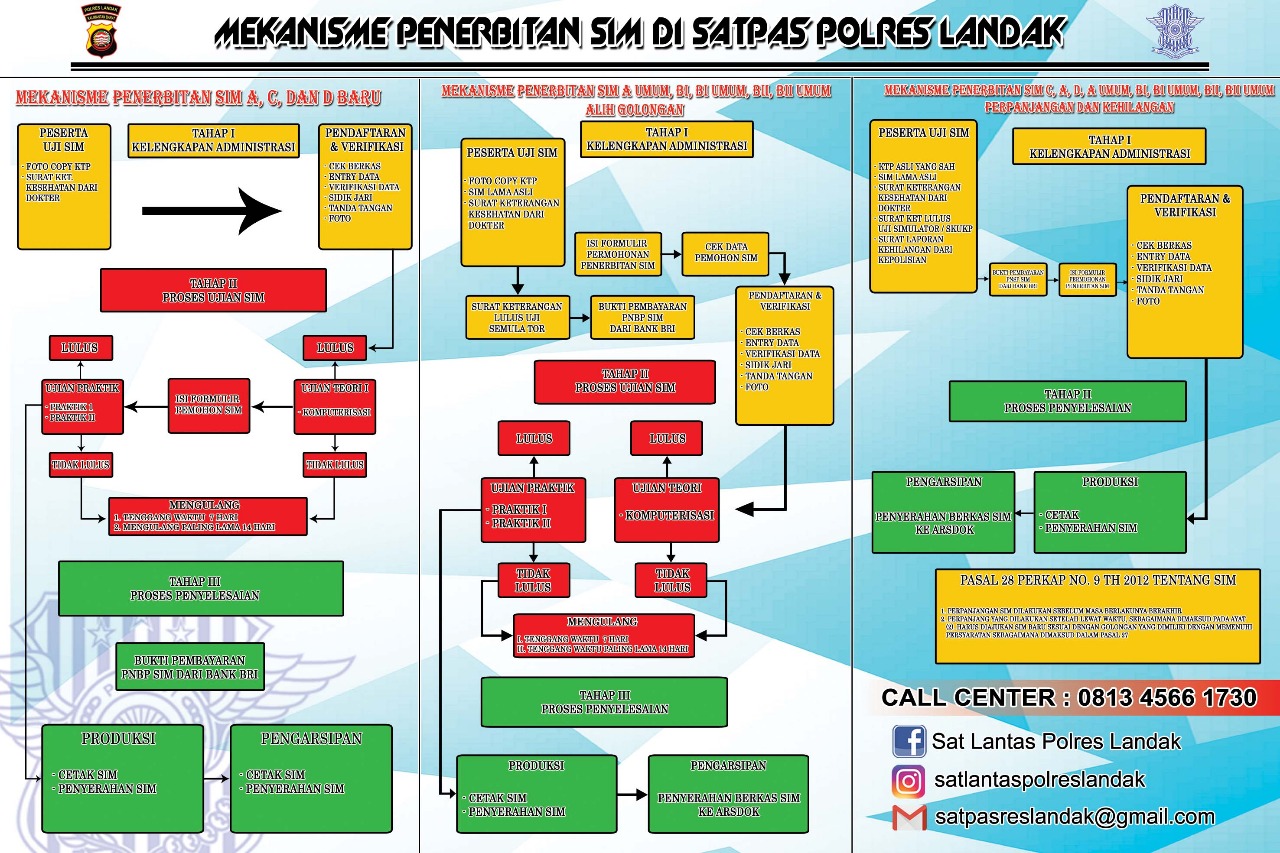 POLRES LANDAK
KALIMANTAN BARAT
MEKANISME PENERBITAN SIM DI SATPAS POLRES LANDAK
MEKANISME PENERBITAN SIM A, C, DAN D BARU
PESERTA
UJI SIM
- FOTO COPY KTP
- SURAT KET.
KESEHATAN DARI
DOKTER
TAHAP I
KELENGKAPAN ADMINISTRASI
PENDAFTARAN
& VERIFIKASI
- CEK BERKAS
- ENTRY DATA
- VERIFIKASI DATA
- SIDIK JARI
- TANDA TANGAN
- FOTO
TAHAP II
PROSES UJIAN SIM
LULUS
LULUS
UJIAN PRAKTIK
- PRAKTIK I
- PRAKTIK II
ISI FORMULIR
PEMOHON SIM
UJIAN TEORI I
- KOMPUTERISASI
TIDAK LULUS
TIDAK LULUS
MENGULANG
1. TENGGANG WAKTU 7 HARI
2. MENGULANG PALING LAMA 14 HARI
TAHAP III
PROSES PENYELESAIAN
BUKTI PEMBAYARAN
PNBP SIM DARI BANK BRI
PRODUKSI
- CETAK SIM
- PENYERAHAN SIM
PENGARSIPAN
- CETAK SIM
- PENYERAHAN SIM
MEKANISME PENERBITAN SIM A UMUM, BI, BI UMUM, BII, BII UMUM
ALIH GOLONGAN
TAHAP I
KELENGKAPAN ADMINISTRASI
PESERTA UJI SIM
- FOTO COPY KTP
- SIM LAMA ASLI
- SURAT KETERANGAN
KESEHATAN DARI
DOKTER
ISI FORMULIR
PERMOHONAN
PENERBITAN SIM
CEK DATA
PEMOHON SIM
SURAT KETERANGAN
LULUS UJI
SEMULA TOR
BUKTI PEMBAYARAN
PNBP SIM
DARI BANK BRI
PENDAFTARAN &
VERIFIKASI
- CEK BERKAS
- ENTRY DATA
- VERIFIKASI DATA
- SIDIK JARI
- TANDA TANGAN
- FOTO
TAHAP II
PROSES UJIAN SIM
LULUS
LULUS
UJIAN PRAKTIK
- PRAKTIK I
- PRAKTIK II
UJIAN TEORI
- KOMPUTERISASI
TIDAK
LULUS
TIDAK
LULUS
MENGULANG
I. TENGGANG WAKTU 7 HARI
II. TENGGANG WAKTU PALING LAMA 14 HARI
TAHAP III
PROSES PENYELESAIAN
PRODUKSI
- CETAK SIM
- PENYERAHAN SIM
PENGARSIPAN
PENYERAHAN BERKAS SIM
KE ARSDOK
MEKANISME PENERBITAN SIM C, A, D, A UMUM, BI, BI UMUM, BII, BII UMUM
PERPANJANGAN DAN KEHILANGAN
PESERTA UJI SIM
- KTP ASLI YANG SAH
- SIM LAMA ASLI
- SURAT KETERANGAN
KESEHATAN DARI
DOKTER
- SURAT KET LULUS
UJI SIMULATOR / SKUKP
- SURAT LAPORAN
KEHILANGAN DARI
KEPOLISIAN
TAHAP I
KELENGKAPAN ADMINISTRASI
BUKTI PEMBAYARAN
PNBP SIM
DARI BANK BRI
ISI FORMULIR
PERMOHONAN
PENERBITAN SIM
PENDAFTARAN &
VERIFIKASI
- CEK BERKAS
- ENTRY DATA
- VERIFIKASI DATA
- SIDIK JARI
- TANDA TANGAN
- FOTO
TAHAP II
PROSES PENYELESAIAN
PENGARSIPAN
PENYERAHAN BERKAS SIM
KE ARSDOK
PRODUKSI
- CETAK
- PENYERAHAN SIM
PASAL 28 PERKAP NO. 9 TH 2012 TENTANG SIM
1. PERPANJANGAN SIM DILAKUKAN SEBELUM MASA BERLAKUNYA BERAKHIR
2. PERPANJANG YANG DILAKUKAN SETELAH LEWAT WAKTU, SEBAGAIMANA DIMAKSUD PADA AYAT
(2) HARUS DIAJUKAN SIM BARU SESUAI DENGAN GOLONGAN YANG DIMILIKI DENGAN MEMENUHI
PERSYARATAN SEBAGAIMANA DIMAKSUD DALAM PASAL 27
CALL CENTER : 0813 4566 1730
Sat Lantas Polres Landak
satlantaspolreslandak
satpasreslandak@gmail.com